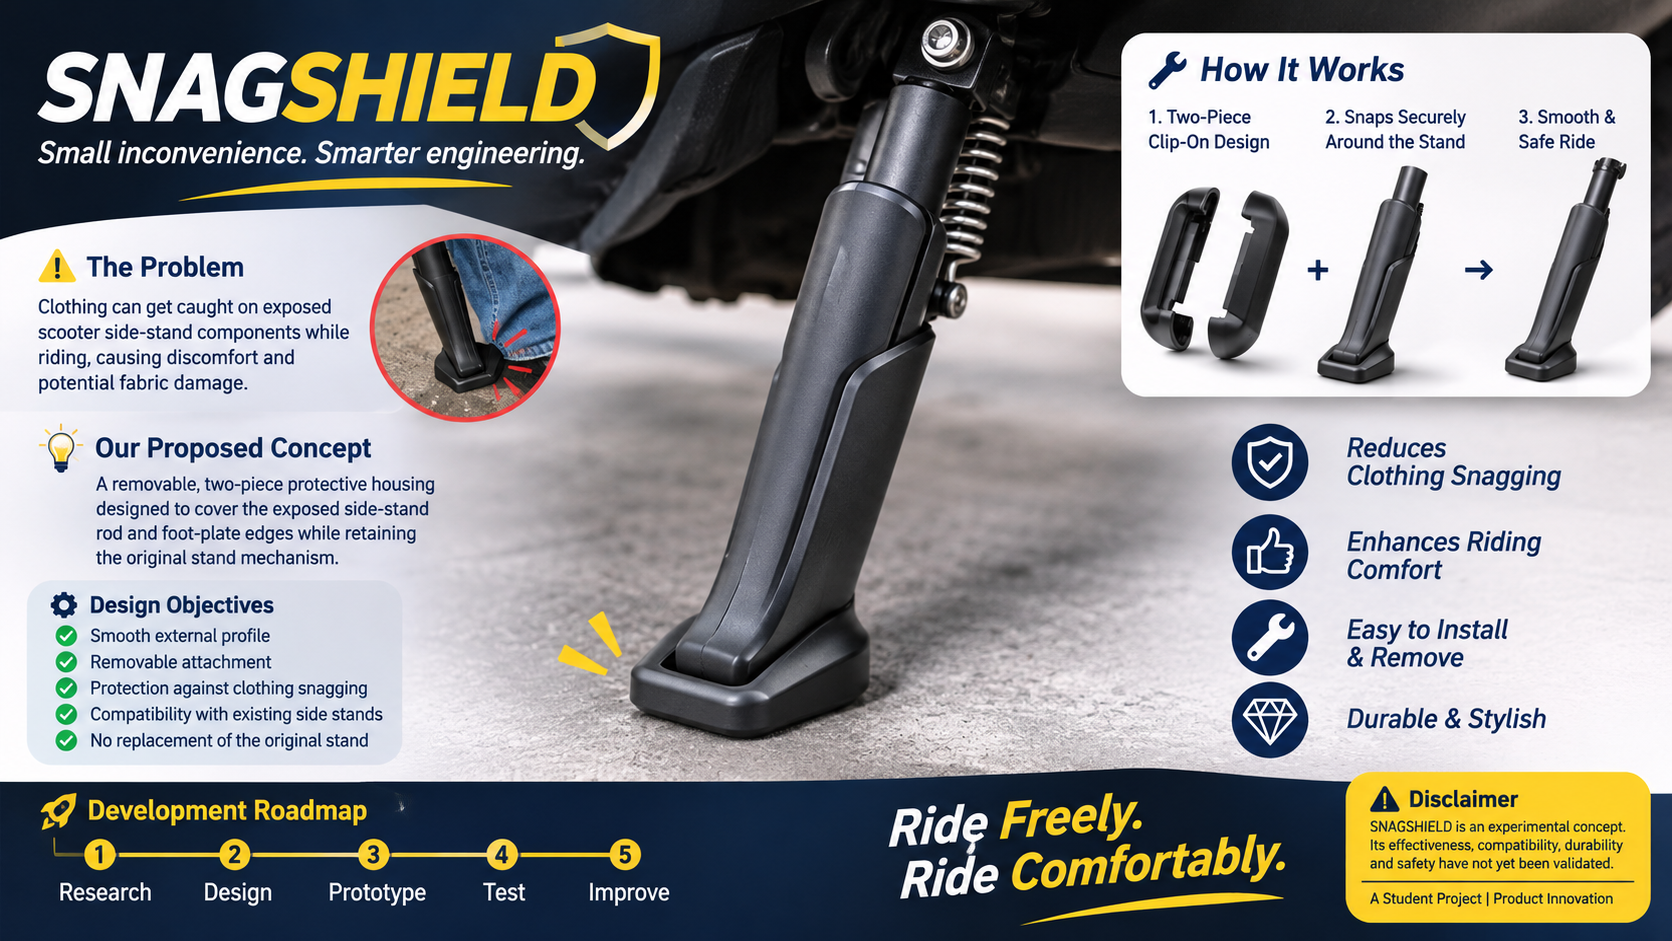 SNAGSHIELD
Small inconvenience. Smarter engineering.
The Problem
Clothing can get caught on exposed
scooter side-stand components while
riding, causing discomfort and
potential fabric damage.
Our Proposed Concept
A removable, two-piece protective housing
designed to cover the exposed side-stand
rod and foot-plate edges while retaining
the original stand mechanism.
Design Objectives
Smooth external profile
Removable attachment
Protection against clothing snagging
Compatibility with existing side stands
No replacement of the original stand
How It Works
1. Two-Piece
Clip-On Design
2. Snaps Securely
Around the Stand
3. Smooth &
Safe Ride
Reduces
Clothing Snagging
Enhances Riding
Comfort
Easy to Install
& Remove
Durable & Stylish
Development Roadmap
1 2 3 4 5
Research Design Prototype Test Improve
Ride Freely.
Ride Comfortably.
Disclaimer
SNAGSHIELD is an experimental concept.
Its effectiveness, compatibility, durability
and safety have not yet been validated.
A Student Project | Product Innovation